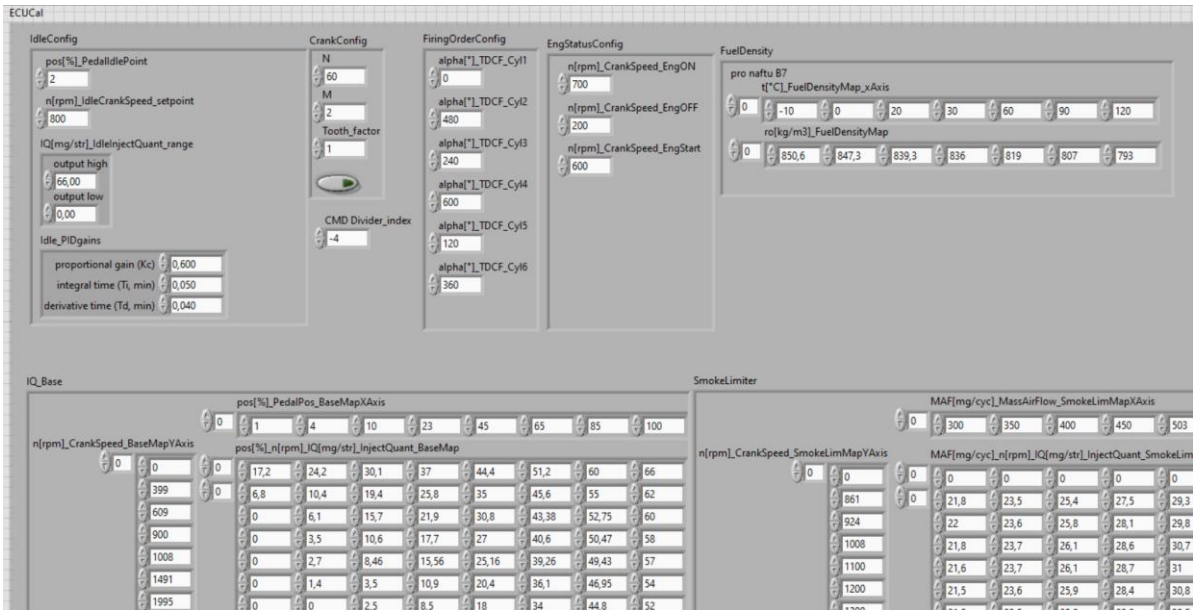 ECUCal
IdleConfig
pos[%]_PedalIdlePoint
2
n[rpm]_IdleCrankSpeed_setpoint
800
IQ[mg/str]_IdleInjectQuant_range
output high
66,00
output low
0,00
Idle_PIDgains
proportional gain (Kc) 0,600
integral time (Ti, min) 0,050
derivative time (Td, min) 0,040
CrankConfig
N
60
M
2
Tooth_factor
1
CMD Divider_index
-4
FiringOrderConfig
alpha[°]_TDCF_Cyl1
0
alpha[°]_TDCF_Cyl2
480
alpha[°]_TDCF_Cyl3
240
alpha[°]_TDCF_Cyl4
600
alpha[°]_TDCF_Cyl5
120
alpha[°]_TDCF_Cyl6
360
EngStatusConfig
n[rpm]_CrankSpeed_EngON
700
n[rpm]_CrankSpeed_EngOFF
200
n[rpm]_CrankSpeed_EngStart
600
FuelDensity
pro naftu B7
t[°C]_FuelDensityMap_xAxis
0 -10 0 20 30 60 90 120
ro[kg/m3]_FuelDensityMap
0 850,6 847,3 839,3 836 819 807 793
IQ_Base
pos[%]_PedalPos_BaseMapXAxis
0 1 4 10 23 45 65 85 100
n[rpm]_CrankSpeed_BaseMapYAxis
0 0
399
609
900
1008
1491
1995
pos[%]_n[rpm]_IQ[mg/str]_InjectQuant_BaseMap
0 17,2 24,2 30,1 37 44,4 51,2 60 66
0 6,8 10,4 19,4 25,8 35 45,6 55 62
0 6,1 15,7 21,9 30,8 43,38 52,75 60
0 3,5 10,6 17,7 27 40,6 50,47 58
0 2,7 8,46 15,56 25,16 39,26 49,43 57
0 1,4 3,5 10,9 20,4 36,1 46,95 54
0 0 2,5 8,5 18 34 44,8 52
SmokeLimiter
MAF[mg/cyc]_MassAirFlow_SmokeLimMapXAxis
0 300 350 400 450 503
n[rpm]_CrankSpeed_SmokeLimMapYAxis
0 0
861
924
1008
1100
1200
MAF[mg/cyc]_n[rpm]_IQ[mg/str]_InjectQuant_SmokeLim
0 0 0 0 0 0
0 21,8 23,5 25,4 27,5 29,3
22 23,6 25,8 28,1 29,8
21,8 23,7 26,1 28,6 30,7
21,6 23,7 26,1 28,7 31
21,5 23,6 25,9 28,4 30,8